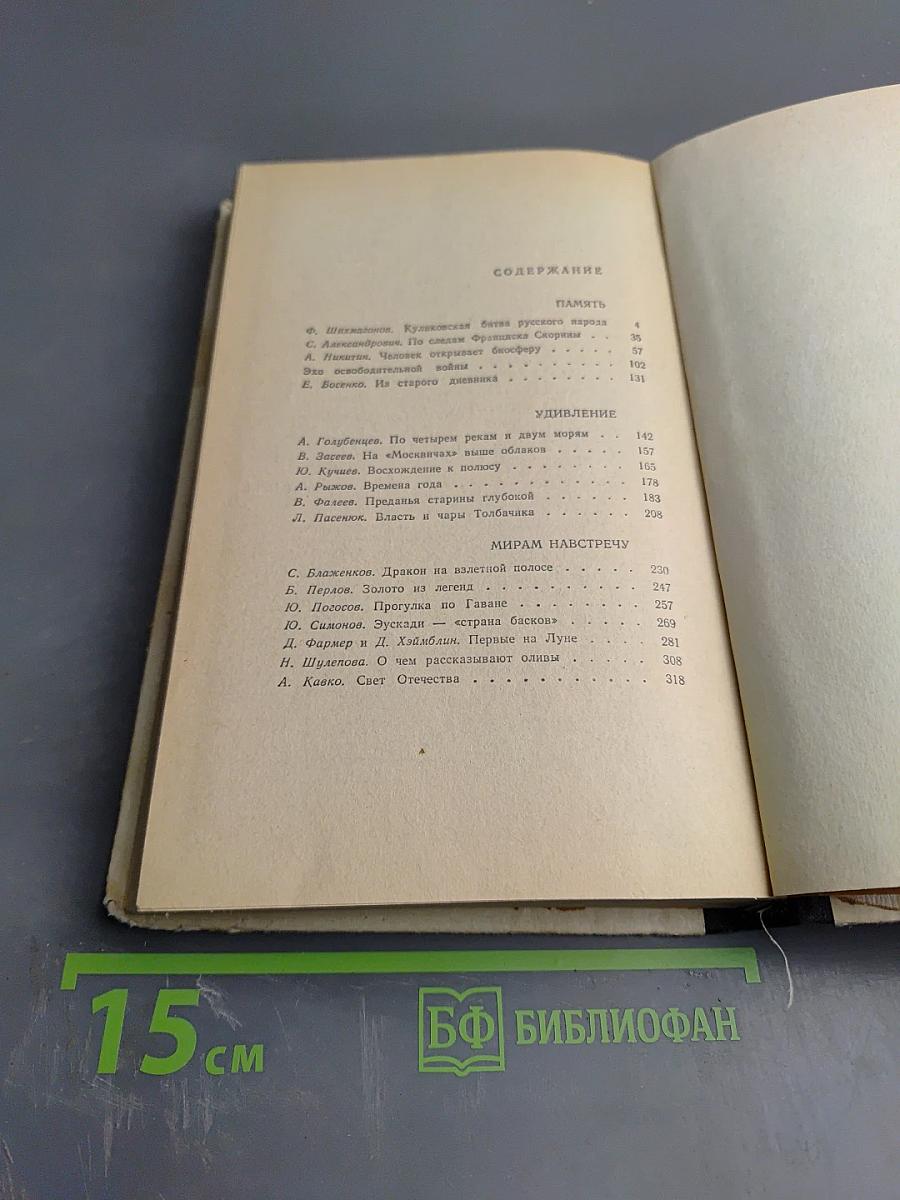 СОДЕРЖАНИЕ
ПАМЯТЬ
Ф. Шахмагонов. Куликовская битва русского народа 4
С. Александрович. По следам Франциска Скорины . . 35
А. Никитин. Человек открывает биосферу . . . . . 57
Эхо освободительной войны . . . . . . . . . 102
Е. Босенко. Из старого дневника . . . . . . . . 131
УДИВЛЕНИЕ
А. Голубенцев. По четырем рекам и двум морям . . 142
В. Засеев. На «Москвичах» выше облаков . . . . . 157
Ю. Кучиев. Восхождение к полюсу . . . . . . . 165
А. Рыжов. Времена года . . . . . . . . . . . 178
В. Фалеев. Преданья старины глубокой . . . . . . 183
Л. Пасенюк. Власть и чары Толбачика . . . . . . 208
МИРАМ НАВСТРЕЧУ
С. Блаженков. Дракон на взлетной полосе . . . . . 230
Б. Перлов. Золото из легенд . . . . . . . . . . 247
Ю. Погосов. Прогулка по Гаване . . . . . . . . 257
Ю. Симонов. Эускади — «страна басков» . . . . . 269
Д. Фармер и Д. Хэймблин. Первые на Луне . . . . 281
Н. Шулепова. О чем рассказывают оливы . . . . . 308
А. Кавко. Свет Отечества . . . . . . . . . . . 318
15 см
БФ БИБЛИОФАН